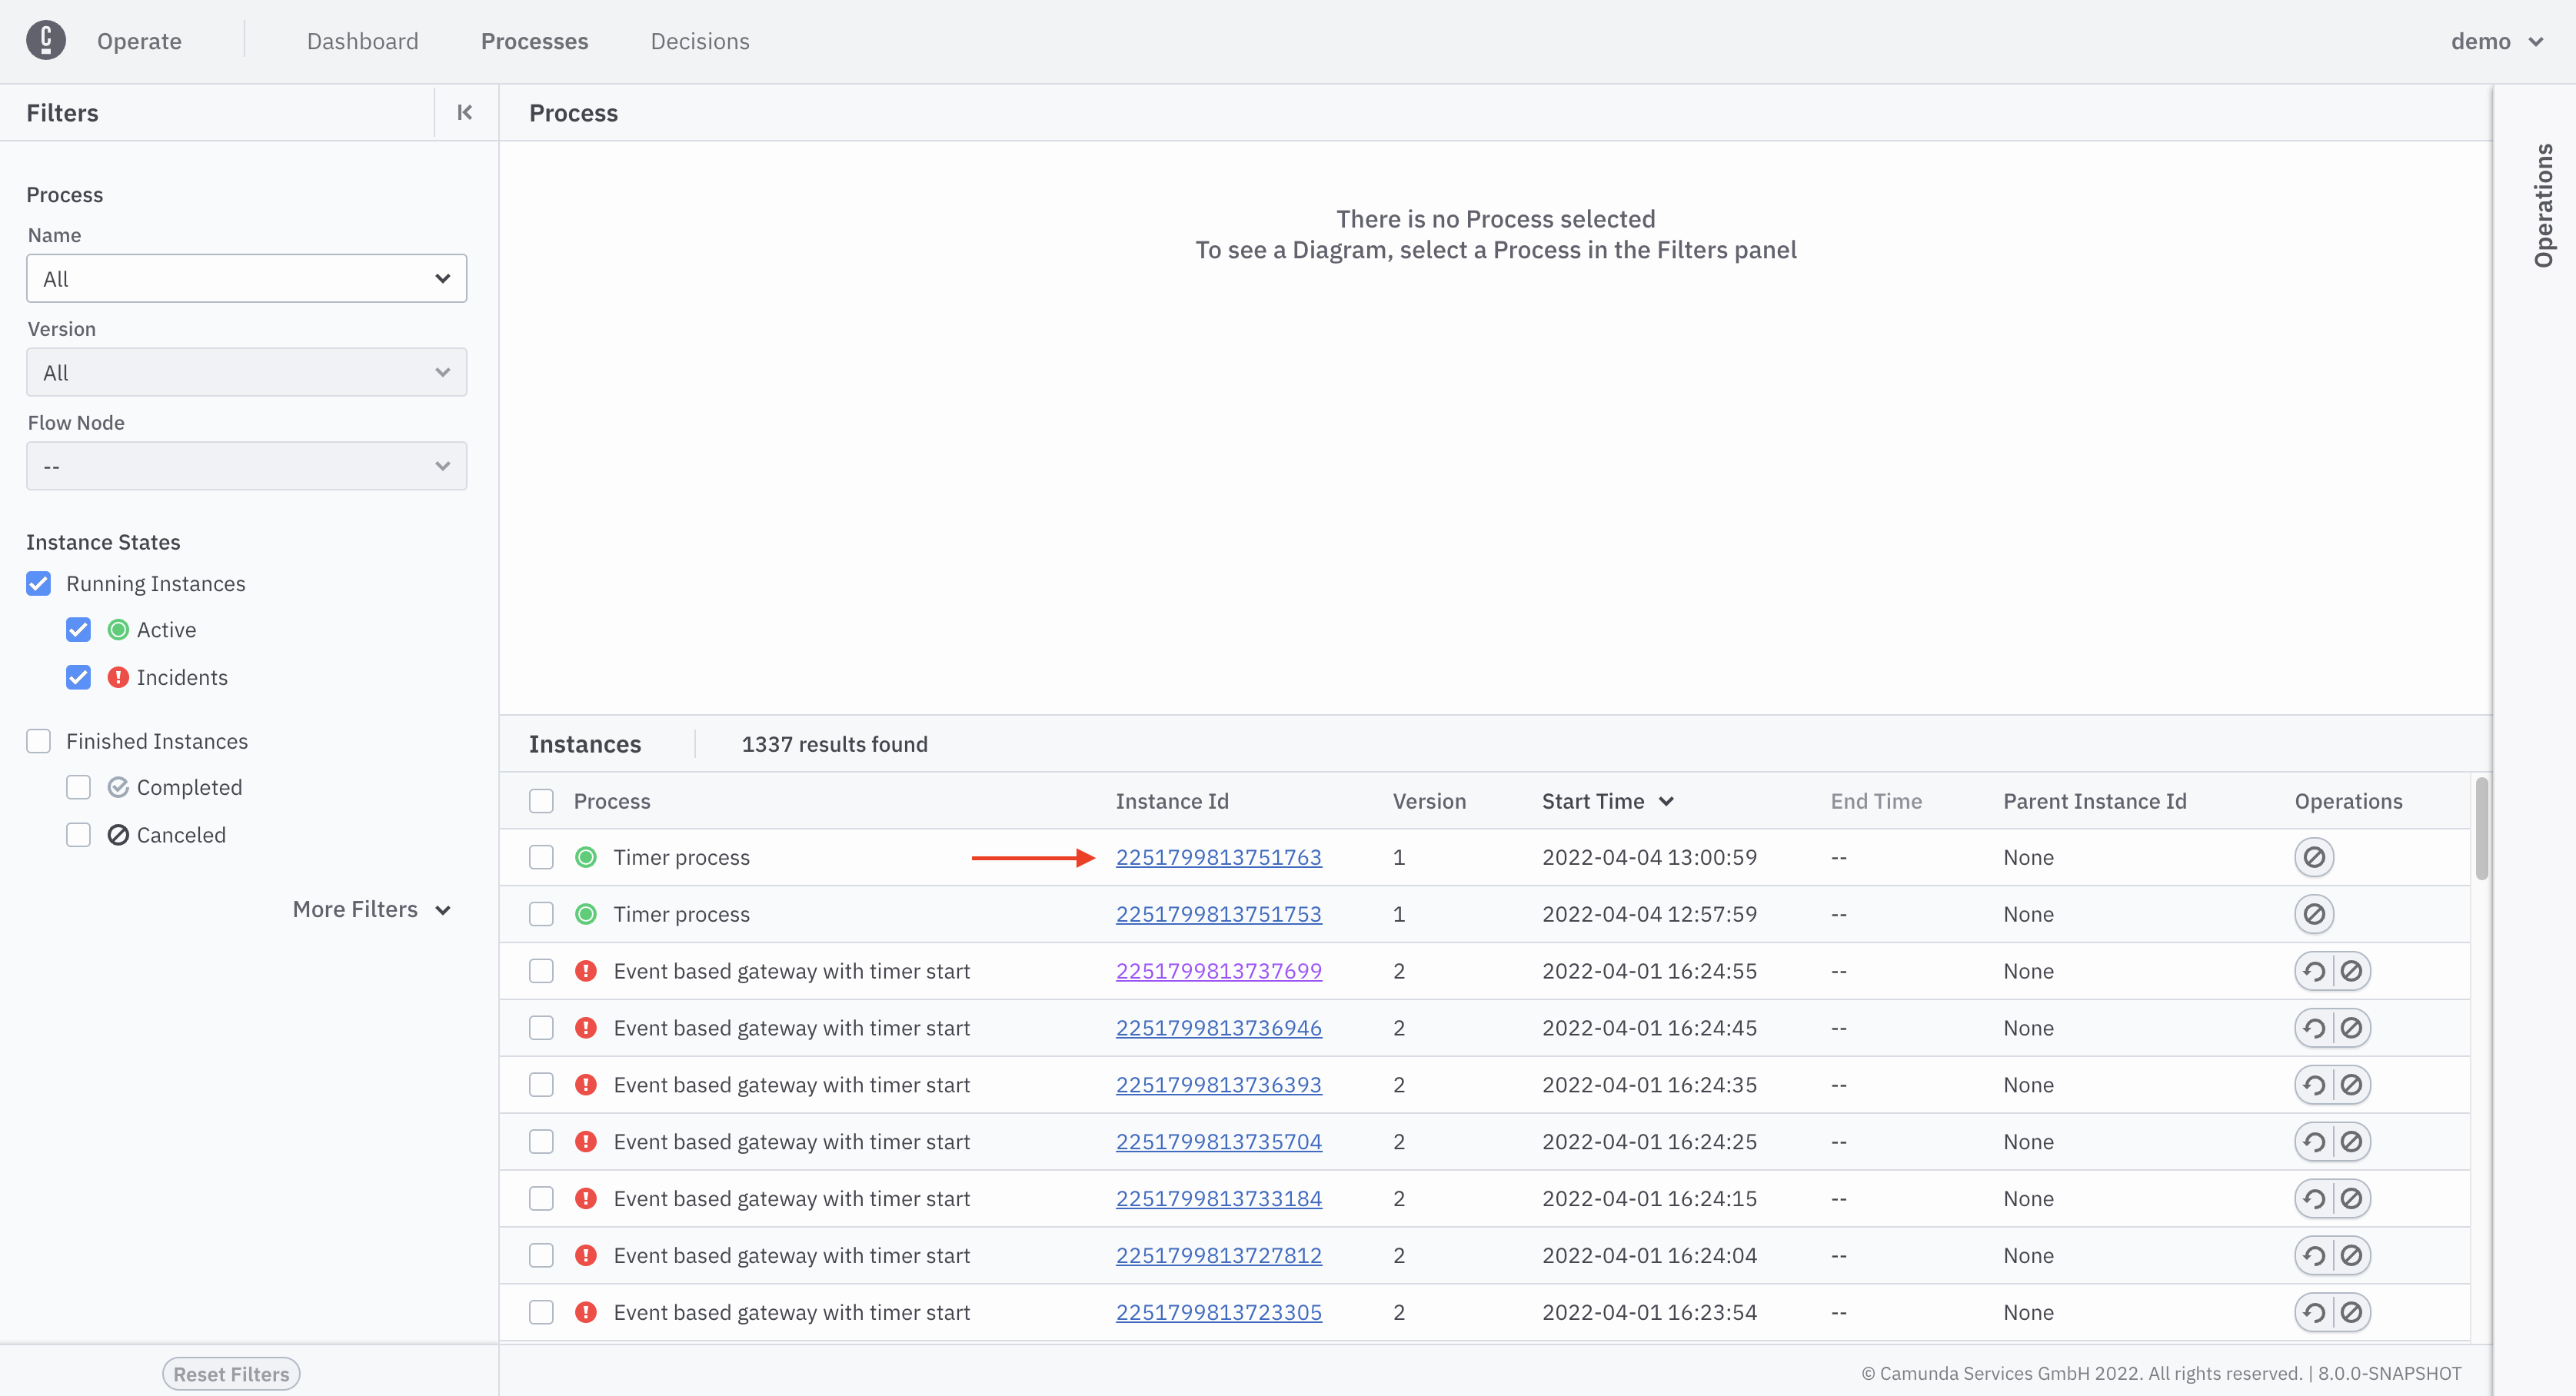 Operate Dashboard Processes Decisions demo
Filters
Process
Name
All
Version
All
Flow Node
--
Instance States
Running Instances
Active
Incidents
Finished Instances
Completed
Canceled
More Filters
Reset Filters
Process
There is no Process selected
To see a Diagram, select a Process in the Filters panel
Instances 1337 results found
Process Instance Id Version Start Time End Time Parent Instance Id Operations
Timer process 2251799813751763 1 2022-04-04 13:00:59 -- None
Timer process 2251799813751753 1 2022-04-04 12:57:59 -- None
Event based gateway with timer start 2251799813737699 2 2022-04-01 16:24:55 -- None
Event based gateway with timer start 2251799813736946 2 2022-04-01 16:24:45 -- None
Event based gateway with timer start 2251799813736393 2 2022-04-01 16:24:35 -- None
Event based gateway with timer start 2251799813735704 2 2022-04-01 16:24:25 -- None
Event based gateway with timer start 2251799813733184 2 2022-04-01 16:24:15 -- None
Event based gateway with timer start 2251799813727812 2 2022-04-01 16:24:04 -- None
Event based gateway with timer start 2251799813723305 2 2022-04-01 16:23:54 -- None
© Camunda Services GmbH 2022. All rights reserved. | 8.0.0-SNAPSHOT
Operations